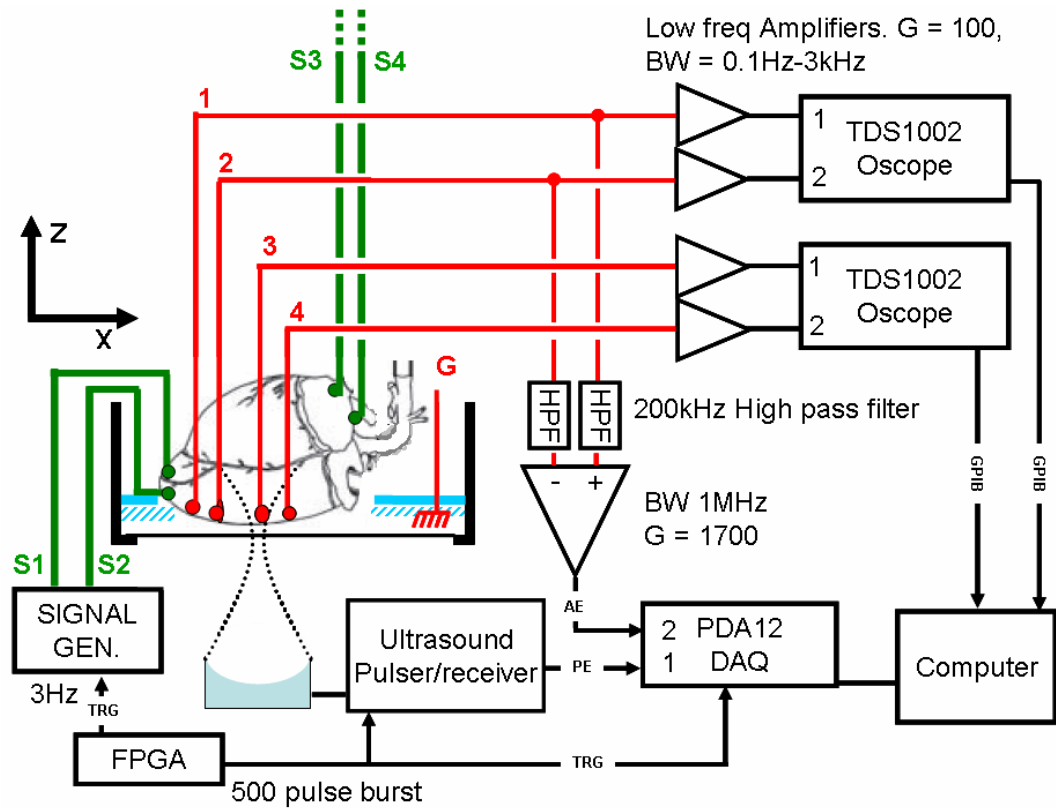 Low freq Amplifiers. G = 100,
BW = 0.1Hz-3kHz
S3
S4
1
2
3
4
G
Z
X
1
2
TDS1002
Oscope
1
2
TDS1002
Oscope
HPF
HPF
200kHz High pass filter
-
+
BW 1MHz
G = 1700
GPIB
GPIB
S1
S2
SIGNAL
GEN.
3Hz
TRG
FPGA
500 pulse burst
Ultrasound
Pulser/receiver
AE
PE
TRG
2
1
PDA12
DAQ
Computer